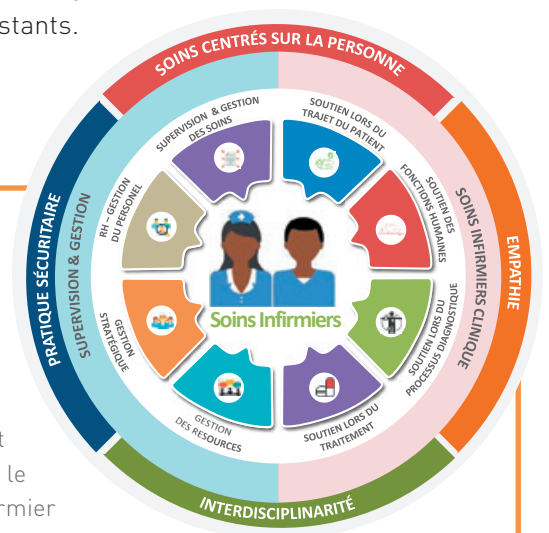 stants.
SOINS CENTRÉS SUR LA PERSONNE
EMPATHIE
INTERDISCIPLINARITÉ
PRATIQUE SÉCURITAIRE
SUPERVISION & GESTION
SOINS INFIRMIERS CLINIQUE
SUPERVISION & GESTION
DES SOINS
SOUTIEN LORS DU
TRAJET DU PATIENT
SOUTIEN DES
FONCTIONS HUMAINES
SOUTIEN LORS DU
PROCESSUS DIAGNOSTIQUE
SOUTIEN LORS DU
TRAITEMENT
GESTION
DES RESOURCES
GESTION
STRATÉGIQUE
RH – GESTION
DU PERSONEL
Soins Infirmiers
t
le
rmier